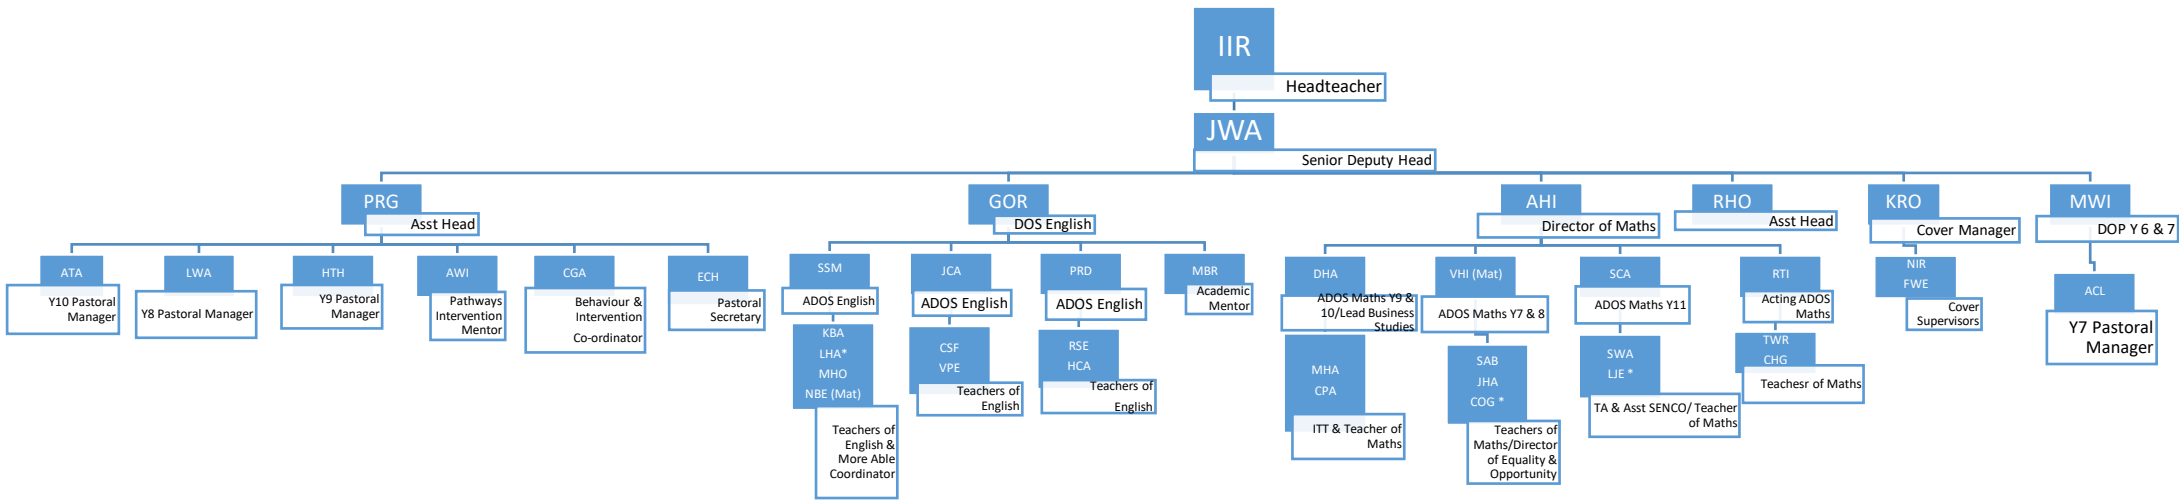 IIR
Headteacher
JWA
Senior Deputy Head
PRG
Asst Head
GOR
DOS English
AHI
Director of Maths
RHO
Asst Head
KRO
Cover Manager
MWI
DOP Y 6 & 7
ATA
Y10 Pastoral
Manager
LWA
Y8 Pastoral Manager
HTH
Y9 Pastoral
Manager
AWI
Pathways
Intervention
Mentor
CGA
Behaviour &
Intervention
Co-ordinator
ECH
Pastoral
Secretary
SSM
ADOS English
KBA
LHA*
MHO
NBE (Mat)
Teachers of
English &
More Able
Coordinator
JCA
ADOS English
CSF
VPE
Teachers of
English
PRD
ADOS English
RSE
HCA
Teachers of
English
MBR
Academic
Mentor
DHA
ADOS Maths Y9 &
10/Lead Business
Studies
MHA
CPA
ITT & Teacher of
Maths
VHI (Mat)
ADOS Maths Y7 & 8
SAB
JHA
COG *
Teachers of
Maths/Director
of Equality &
Opportunity
SCA
ADOS Maths Y11
SWA
LJE *
TA & Asst SENCO/ Teacher
of Maths
RTI
Acting ADOS
Maths
TWR
CHG
Teachesr of Maths
NIR
FWE
Cover
Supervisors
ACL
Y7 Pastoral
Manager